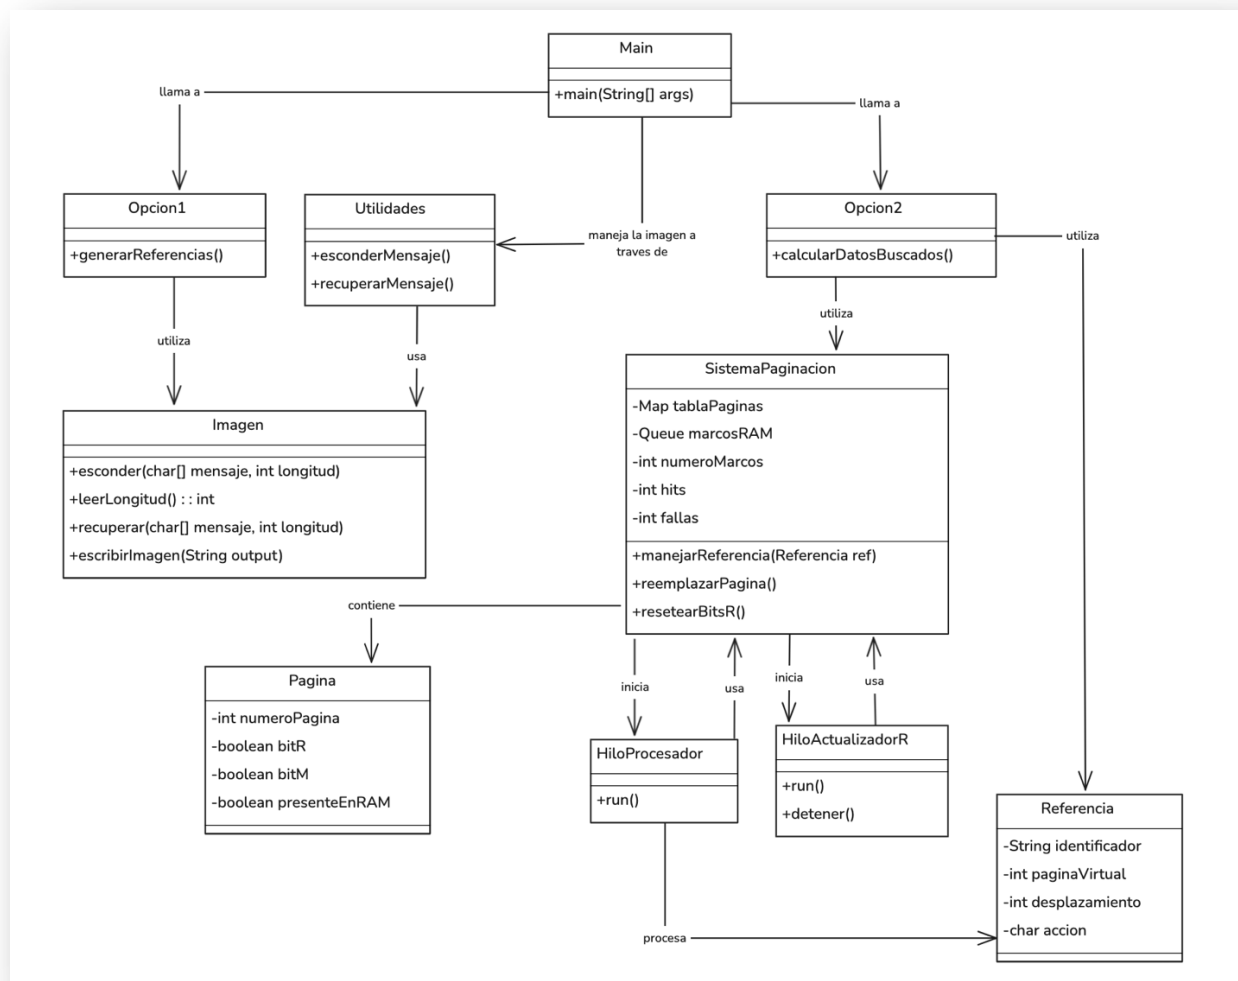 Main
+main(String[] args)
llama a
llama a
Opcion1
+generarReferencias()
Utilidades
+esconderMensaje()
+recuperarMensaje()
maneja la imagen a
traves de
Opcion2
+calcularDatosBuscados()
utiliza
utiliza
utiliza
usa
Imagen
+esconder(char[] mensaje, int longitud)
+leerLongitud() : : int
+recuperar(char[] mensaje, int longitud)
+escribirImagen(String output)
SistemaPaginacion
-Map tablaPaginas
-Queue marcosRAM
-int numeroMarcos
-int hits
-int fallas
+manejarReferencia(Referencia ref)
+reemplazarPagina()
+resetearBitsR()
contiene
Pagina
-int numeroPagina
-boolean bitR
-boolean bitM
-boolean presenteEnRAM
inicia
usa
inicia
usa
HiloProcesador
+run()
HiloActualizadorR
+run()
+detener()
Referencia
-String identificador
-int paginaVirtual
-int desplazamiento
-char accion
procesa